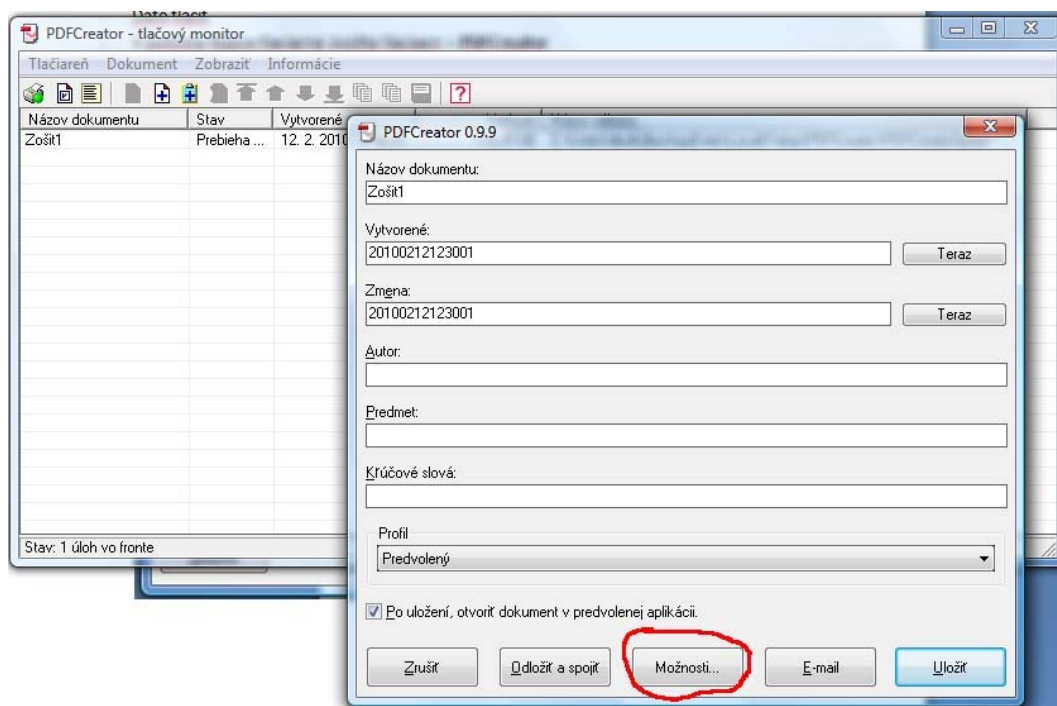 Dáto tlačiť
PDFCreator - tlačový monitor
Tlačiareň Dokument Zobraziť Informácie
Názov dokumentu Stav Vytvorené
Zošit1 Prebieha ... 12. 2. 2010
PDFCreator 0.9.9
Názov dokumentu:
Zošit1
Vytvorené:
20100212123001
Teraz
Zmena:
20100212123001
Teraz
Autor:
Predmet:
Kľúčové slová:
Profil
Predvolený
Po uložení, otvoriť dokument v predvolenej aplikácii.
Zrušiť Odložiť a spojiť Možnosti... E-mail Uložiť
Stav: 1 úloh vo fronte